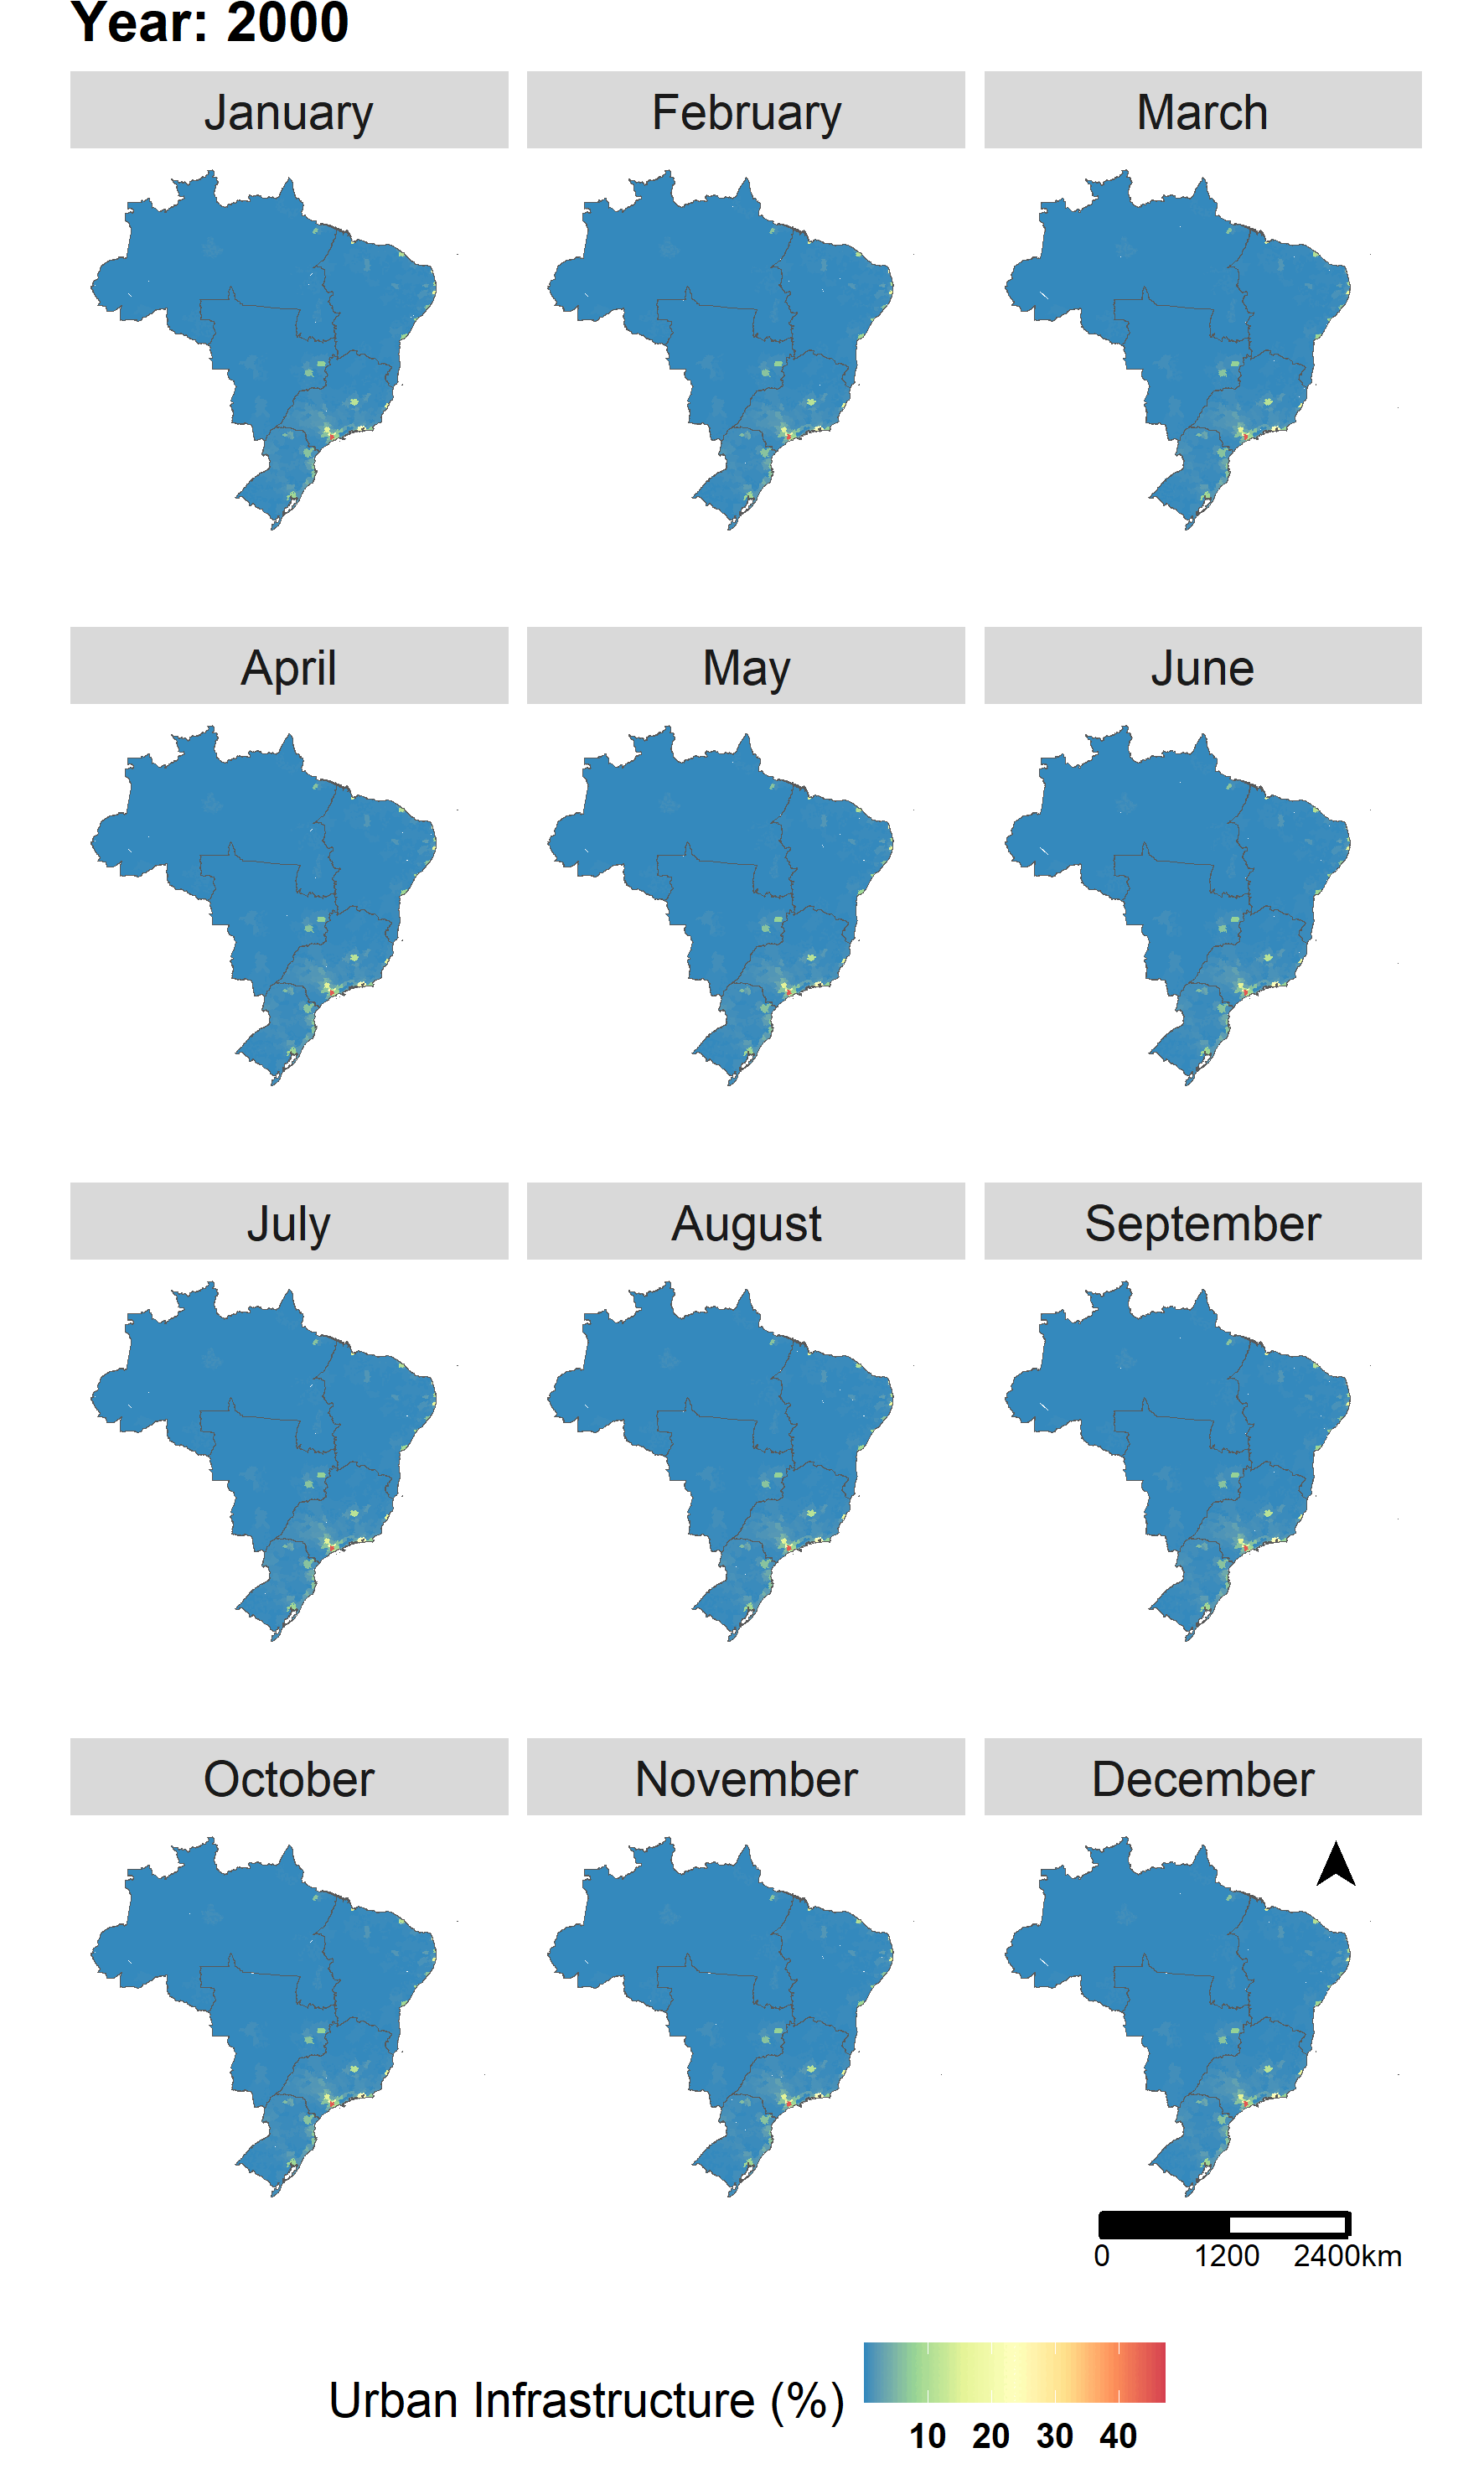 Year: 2000
January
February
March
April
May
June
July
August
September
October
November
December
0 1200 2400km
Urban Infrastructure (%)
10 20 30 40